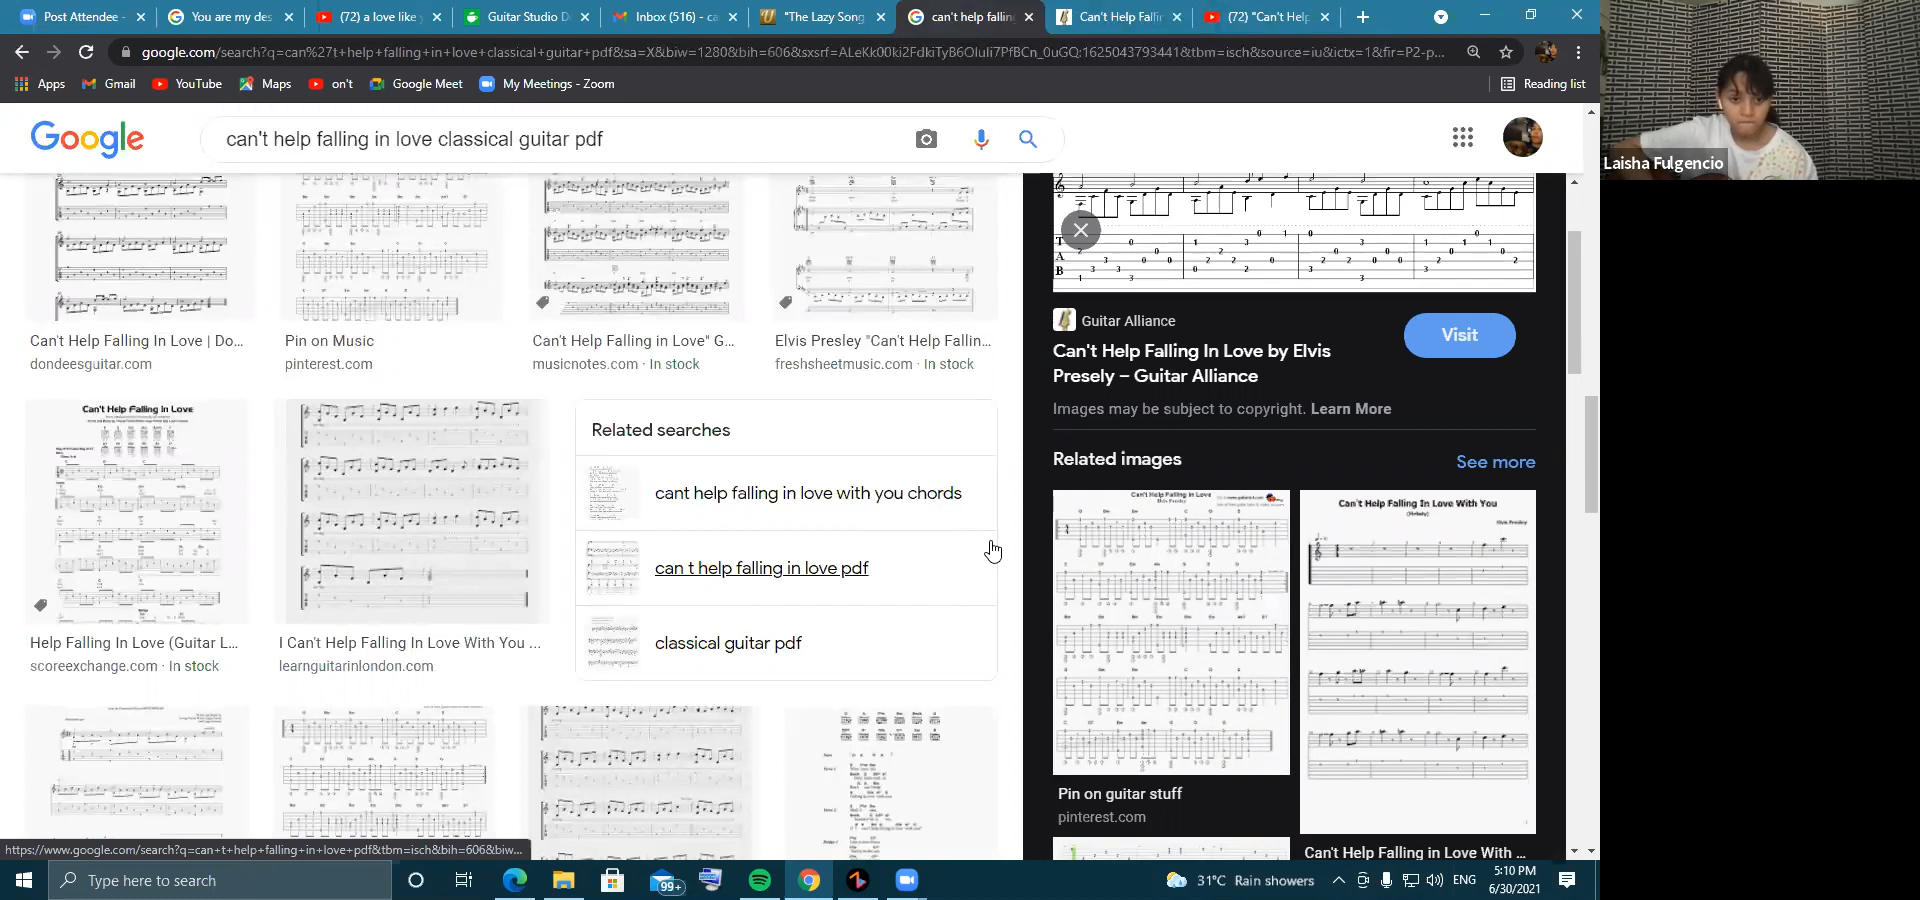 Post Attendee -
You are my des
(72) a love like
Guitar Studio D
Inbox (516) - ca
"The Lazy Song
can't help falling
Can't Help Fallin
(72) "Can't Help
google.com/search?q=can%27t+help+falling+in+love+classical+guitar+pdf&sa=X&biw=1280&bih=606&sxsrf=ALeKk00ki2FdkiTyB6OIuIi7PfBCn_0uGQ:1625043793441&tbm=isch&source=iu&ictx=1&fir=P2-p...
Apps
Gmail
YouTube
Maps
on't
Google Meet
My Meetings - Zoom
Reading list
Google
can't help falling in love classical guitar pdf
Laisha Fulgencio
Can't Help Falling In Love | Do...
dondeesguitar.com
Pin on Music
pinterest.com
Can't Help Falling in Love" G...
musicnotes.com · In stock
Elvis Presley "Can't Help Fallin...
freshsheetmusic.com · In stock
Guitar Alliance
Can't Help Falling In Love by Elvis
Presely – Guitar Alliance
Visit
Images may be subject to copyright. Learn More
Can't Help Falling In Love
Help Falling In Love (Guitar L...
scoreexchange.com · In stock
I Can't Help Falling In Love With You ...
learnguitarinlondon.com
Related searches
cant help falling in love with you chords
can t help falling in love pdf
classical guitar pdf
Related images
See more
Can't Help Falling in Love
Can't Help Falling In Love With You
(Melody)
Elvis Presley
Pin on guitar stuff
pinterest.com
Can't Help Falling in Love With ...
https://www.google.com/search?q=can+t+help+falling+in+love+pdf&tbm=isch&bih=606&biw...
Type here to search
99+
31°C Rain showers
ENG
5:10 PM
6/30/2021